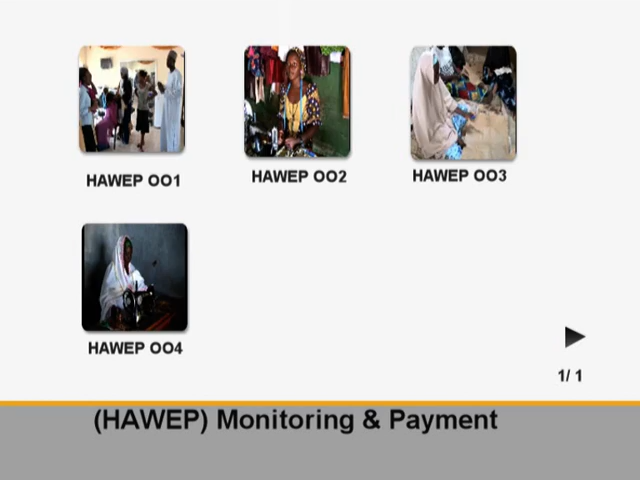 HAWEP OO1
HAWEP OO2
HAWEP OO3
HAWEP OO4
1/ 1
(HAWEP) Monitoring & Payment